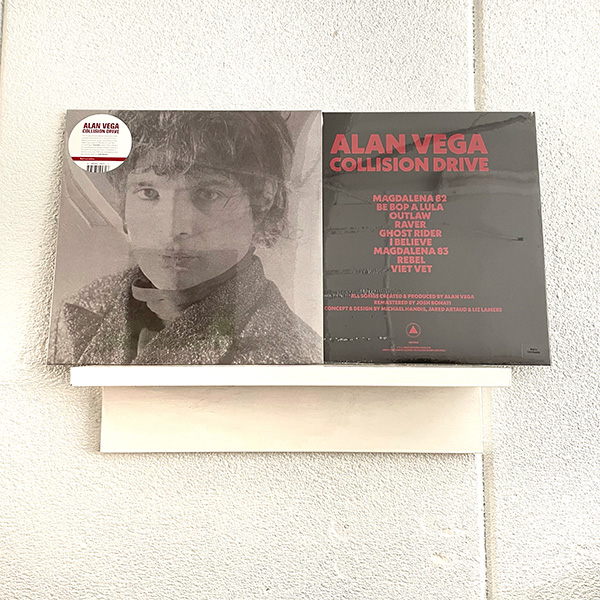 ALAN VEGA
COLLISION DRIVE
ALAN VEGA
COLLISION DRIVE
MAGDALENA 82
BE BOP A LULA
OUTLAW
RAVER
GHOST RIDER
I BELIEVE
MAGDALENA 83
REBEL
VIET VET
ALL SONGS CREATED & PRODUCED BY ALAN VEGA
REMASTERED BY JOSH BONATI
CONCEPT & DESIGN BY MICHAEL HANDIS, JARED ARTAUD & LIZ LAMERE